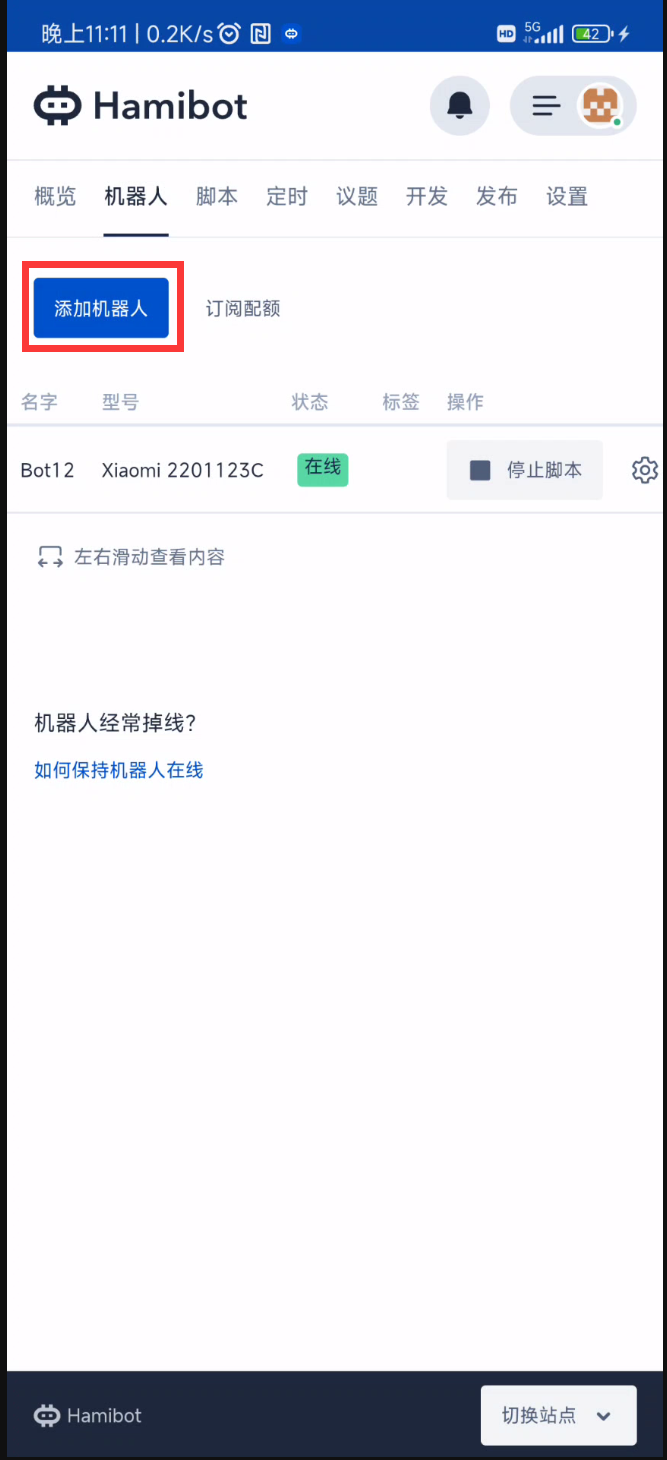 晚上11:11 | 0.2K/s HD 5G 42
Hamibot
概览 机器人 脚本 定时 议题 开发 发布 设置
添加机器人 订阅配额
名字 型号 状态 标签 操作
Bot12 Xiaomi 2201123C 在线 停止脚本
左右滑动查看内容
机器人经常掉线?
如何保持机器人在线
Hamibot 切换站点